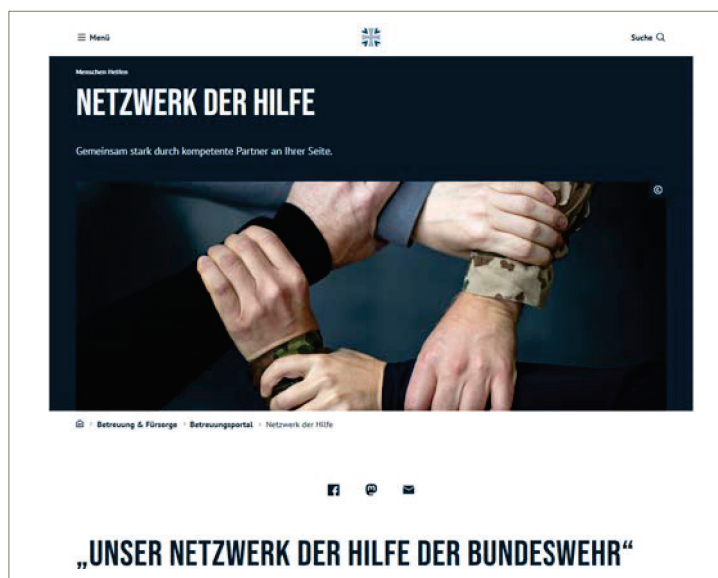 Menü
Suche
Menschen Helfen
NETZWERK DER HILFE
Gemeinsam stark durch kompetente Partner an Ihrer Seite.
©
Betreuung & Fürsorge › Betreuungsportal › Netzwerk der Hilfe
„UNSER NETZWERK DER HILFE DER BUNDESWEHR“